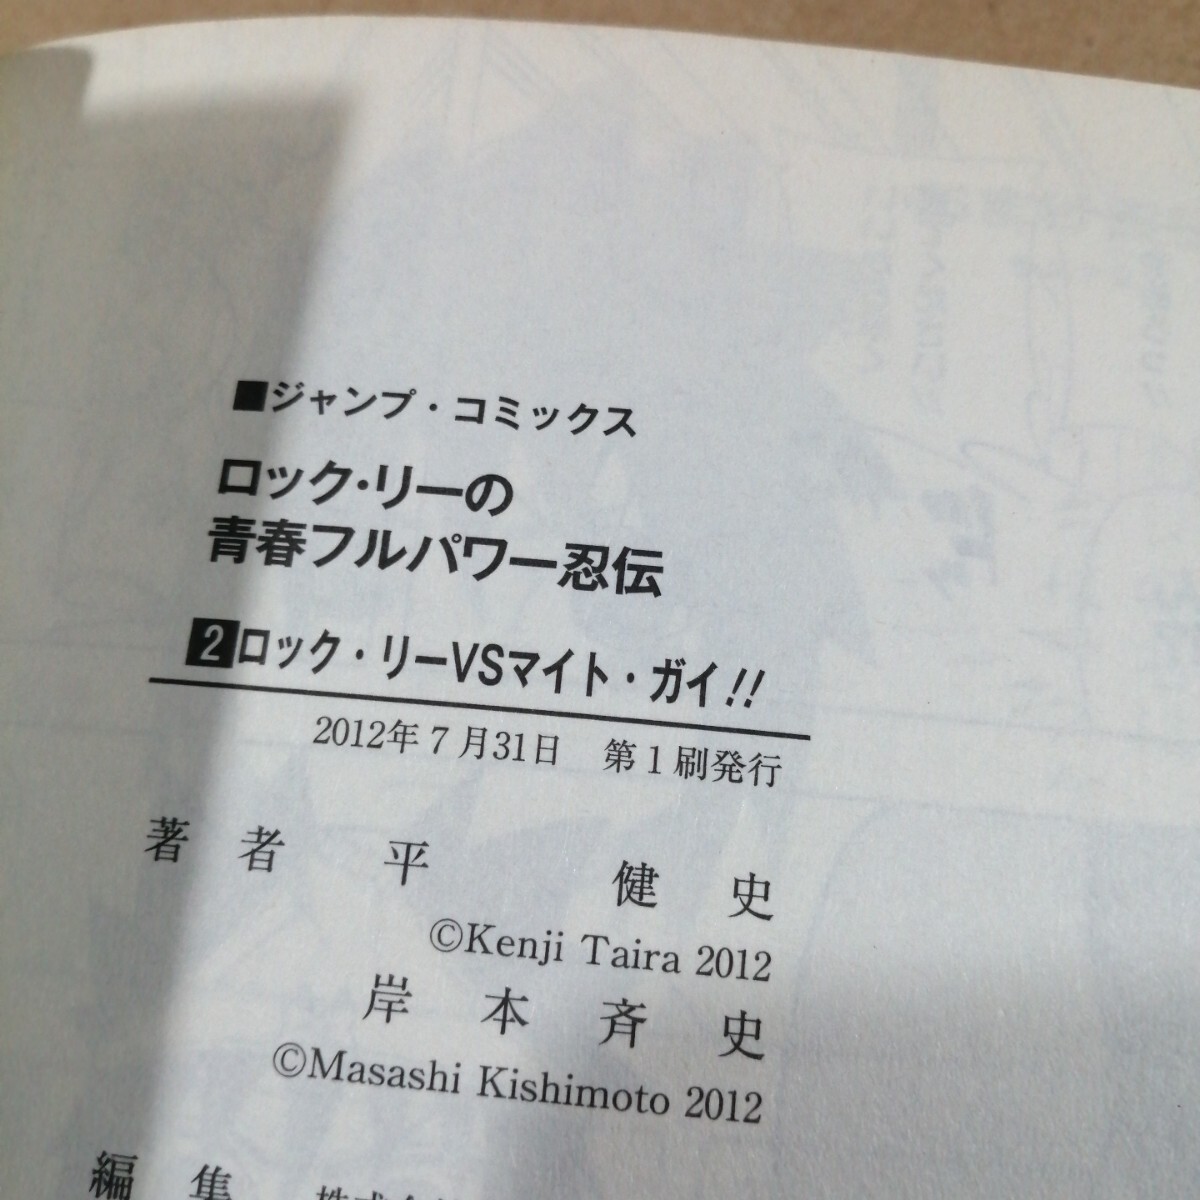 ■ジャンプ・コミックス
ロック・リーの
青春フルパワー忍伝
2ロック・リーVSマイト・ガイ!!
2012年7月31日 第1刷発行
著者 平 健史
©Kenji Taira 2012
岸本斉史
©Masashi Kishimoto 2012
編集